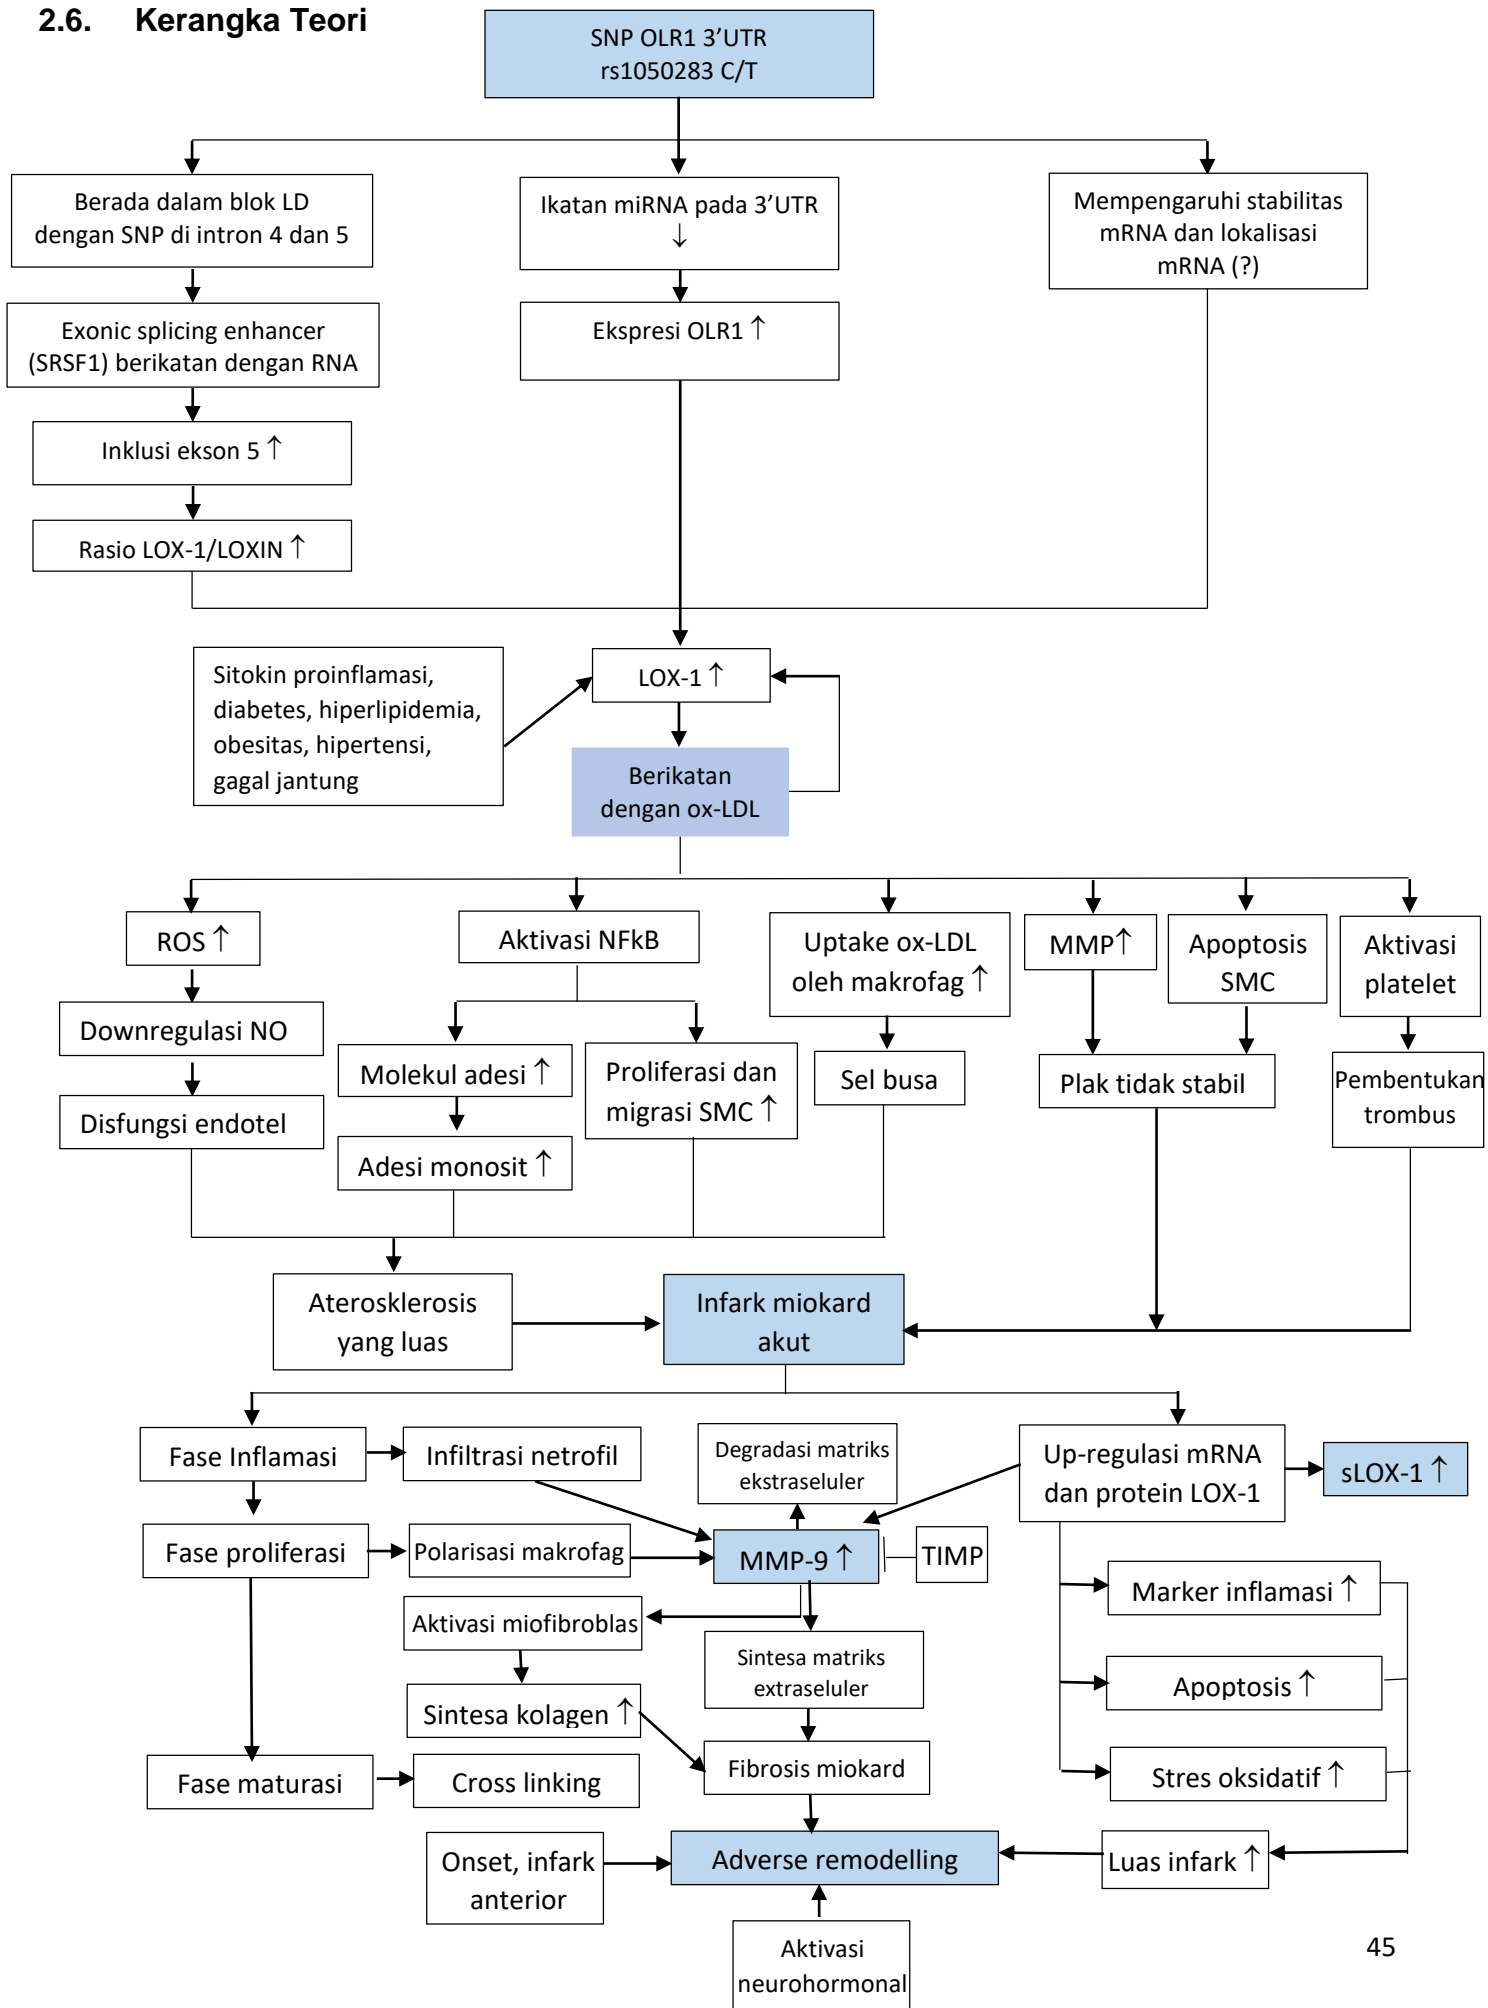 2.6. Kerangka Teori
SNP OLR1 3’UTR
rs1050283 C/T
Berada dalam blok LD
dengan SNP di intron 4 dan 5
Ikatan miRNA pada 3’UTR
↓
Mempengaruhi stabilitas
mRNA dan lokalisasi
mRNA (?)
Exonic splicing enhancer
(SRSF1) berikatan dengan RNA
Ekspresi OLR1 ↑
Inklusi ekson 5 ↑
Rasio LOX-1/LOXIN ↑
Sitokin proinflamasi,
diabetes, hiperlipidemia,
obesitas, hipertensi,
gagal jantung
LOX-1 ↑
Berikatan
dengan ox-LDL
ROS ↑
Aktivasi NFkB
Uptake ox-LDL
oleh makrofag ↑
MMP↑
Apoptosis
SMC
Aktivasi
platelet
Downregulasi NO
Molekul adesi ↑
Proliferasi dan
migrasi SMC ↑
Sel busa
Plak tidak stabil
Pembentukan
trombus
Disfungsi endotel
Adesi monosit ↑
Aterosklerosis
yang luas
Infark miokard
akut
Fase Inflamasi
Infiltrasi netrofil
Degradasi matriks
ekstraseluler
Up-regulasi mRNA
dan protein LOX-1
sLOX-1 ↑
Fase proliferasi
Polarisasi makrofag
MMP-9 ↑
TIMP
Marker inflamasi ↑
Aktivasi miofibroblas
Sintesa matriks
extraseluler
Apoptosis ↑
Sintesa kolagen ↑
Fase maturasi
Cross linking
Fibrosis miokard
Stres oksidatif ↑
Onset, infark
anterior
Adverse remodelling
Luas infark ↑
Aktivasi
neurohormonal
45